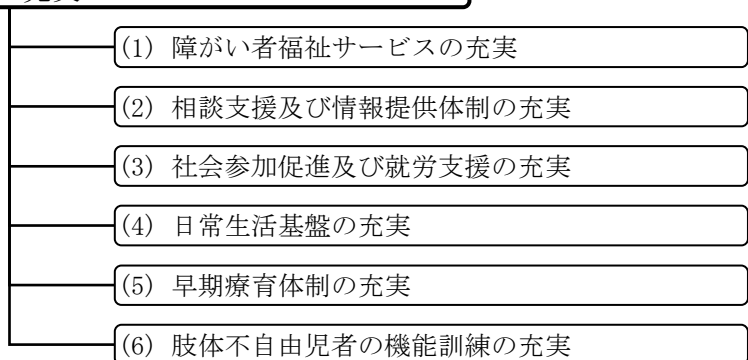 (1) 障がい者福祉サービスの充実
(2) 相談支援及び情報提供体制の充実
(3) 社会参加促進及び就労支援の充実
(4) 日常生活基盤の充実
(5) 早期療育体制の充実
(6) 肢体不自由児者の機能訓練の充実